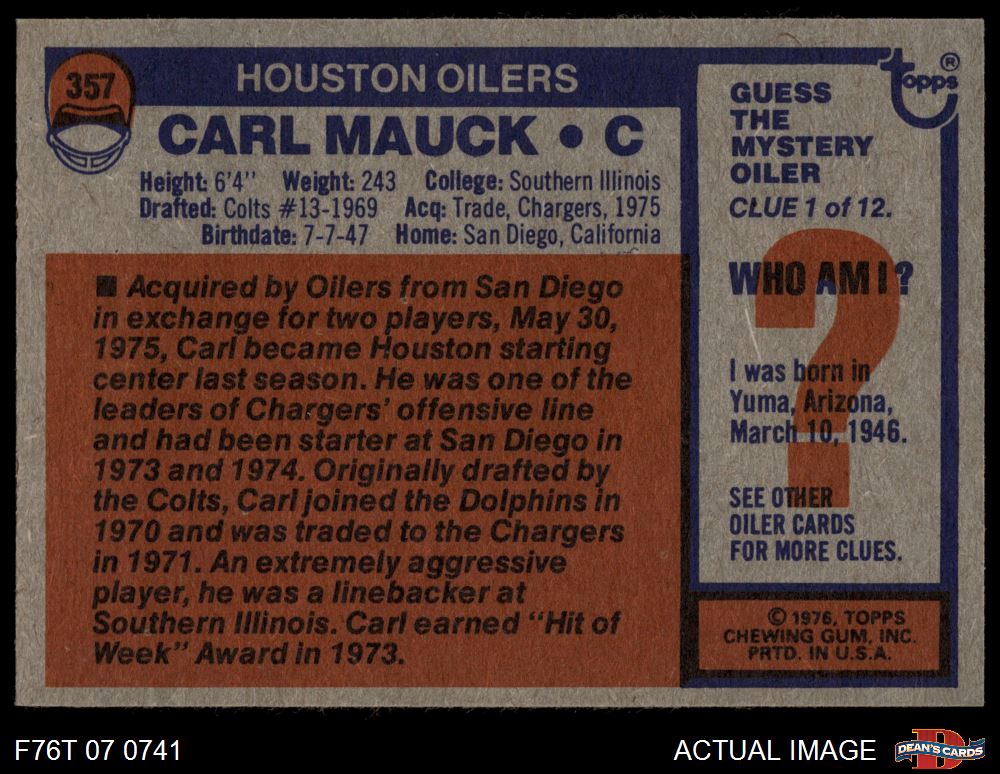 357
HOUSTON OILERS
CARL MAUCK • C
Height: 6'4" Weight: 243 College: Southern Illinois
Drafted: Colts #13-1969 Acq: Trade, Chargers, 1975
Birthdate: 7-7-47 Home: San Diego, California
■ Acquired by Oilers from San Diego
in exchange for two players, May 30,
1975, Carl became Houston starting
center last season. He was one of the
leaders of Chargers' offensive line
and had been starter at San Diego in
1973 and 1974. Originally drafted by
the Colts, Carl joined the Dolphins in
1970 and was traded to the Chargers
in 1971. An extremely aggressive
player, he was a linebacker at
Southern Illinois. Carl earned "Hit of
Week" Award in 1973.
topps®
GUESS
THE
MYSTERY
OILER
CLUE 1 of 12.
WHO AM I?
?
I was born in
Yuma, Arizona,
March 10, 1946.
SEE OTHER
OILER CARDS
FOR MORE CLUES.
© 1976, TOPPS
CHEWING GUM, INC.
PRTD. IN U.S.A.
F76T 07 0741
ACTUAL IMAGE
D
DEAN'S CARDS